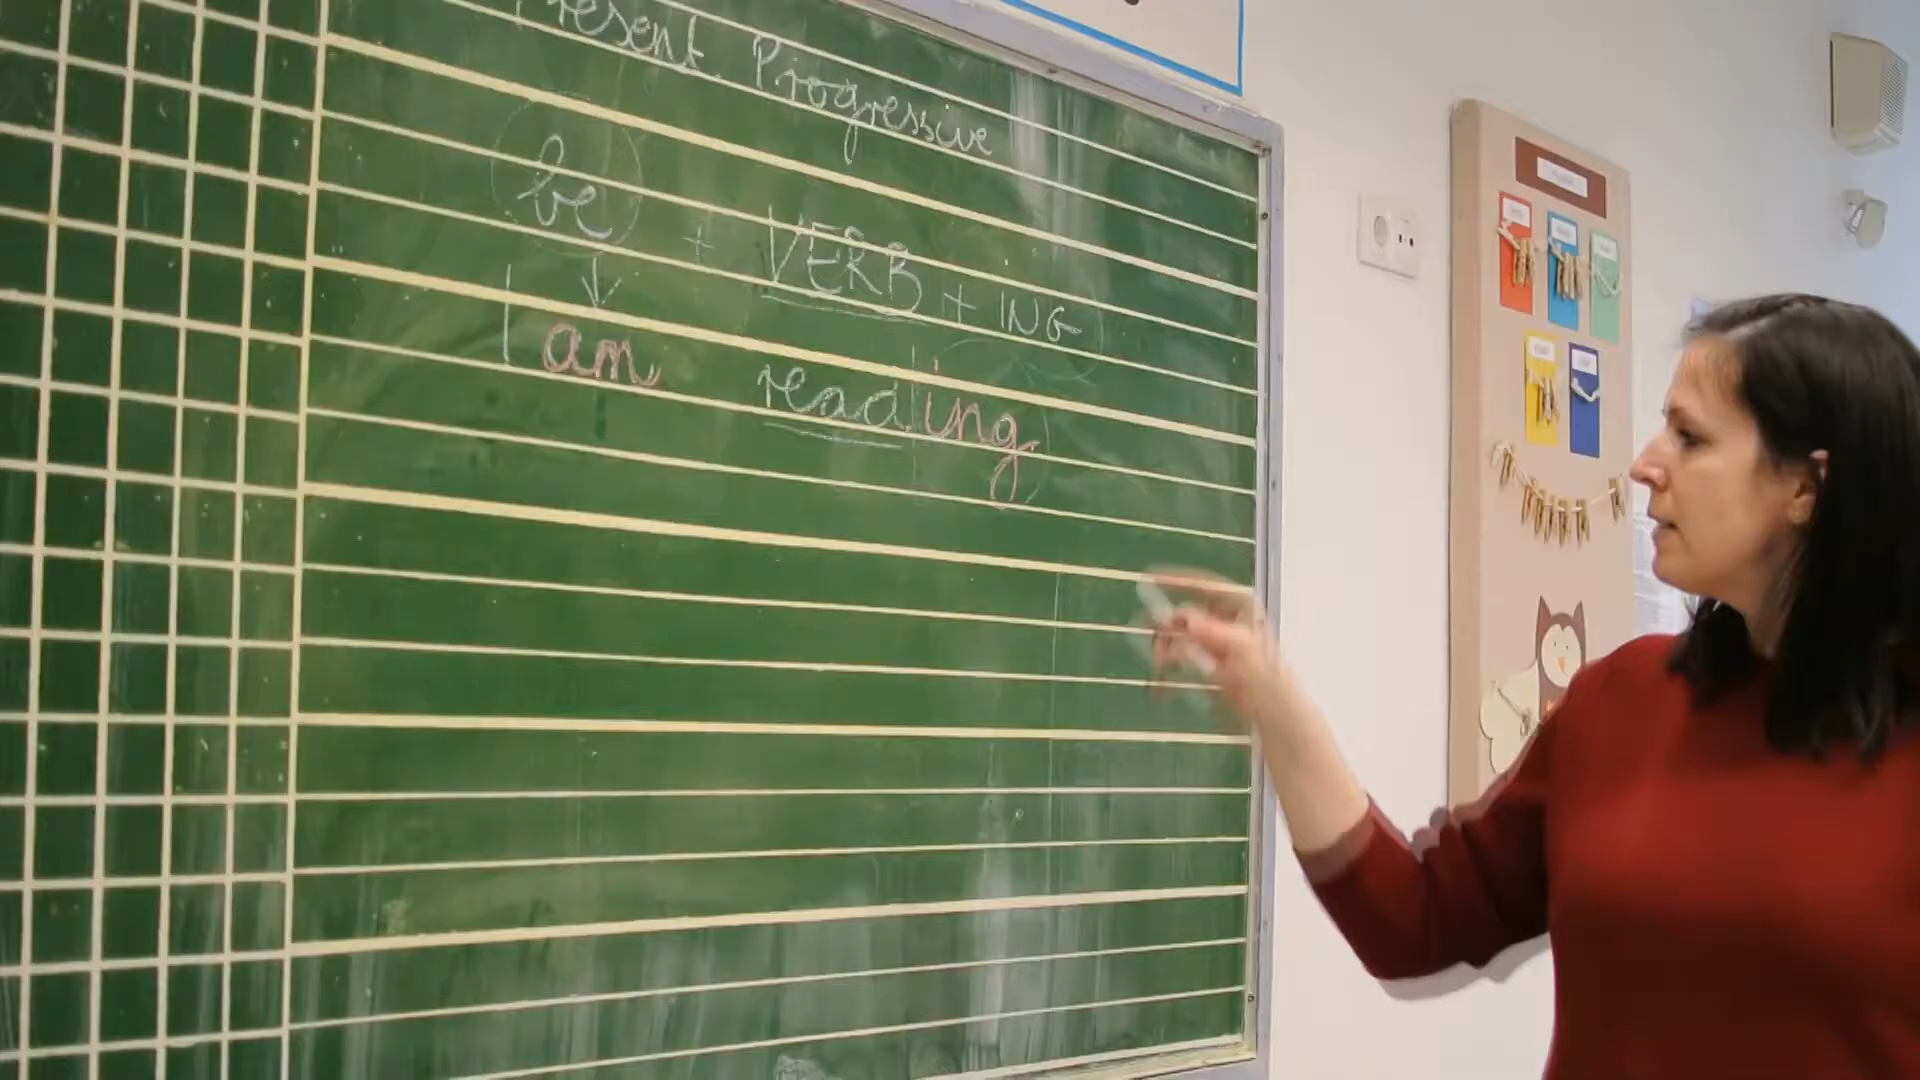 Present Progressive
be + VERB + ING
I am reading